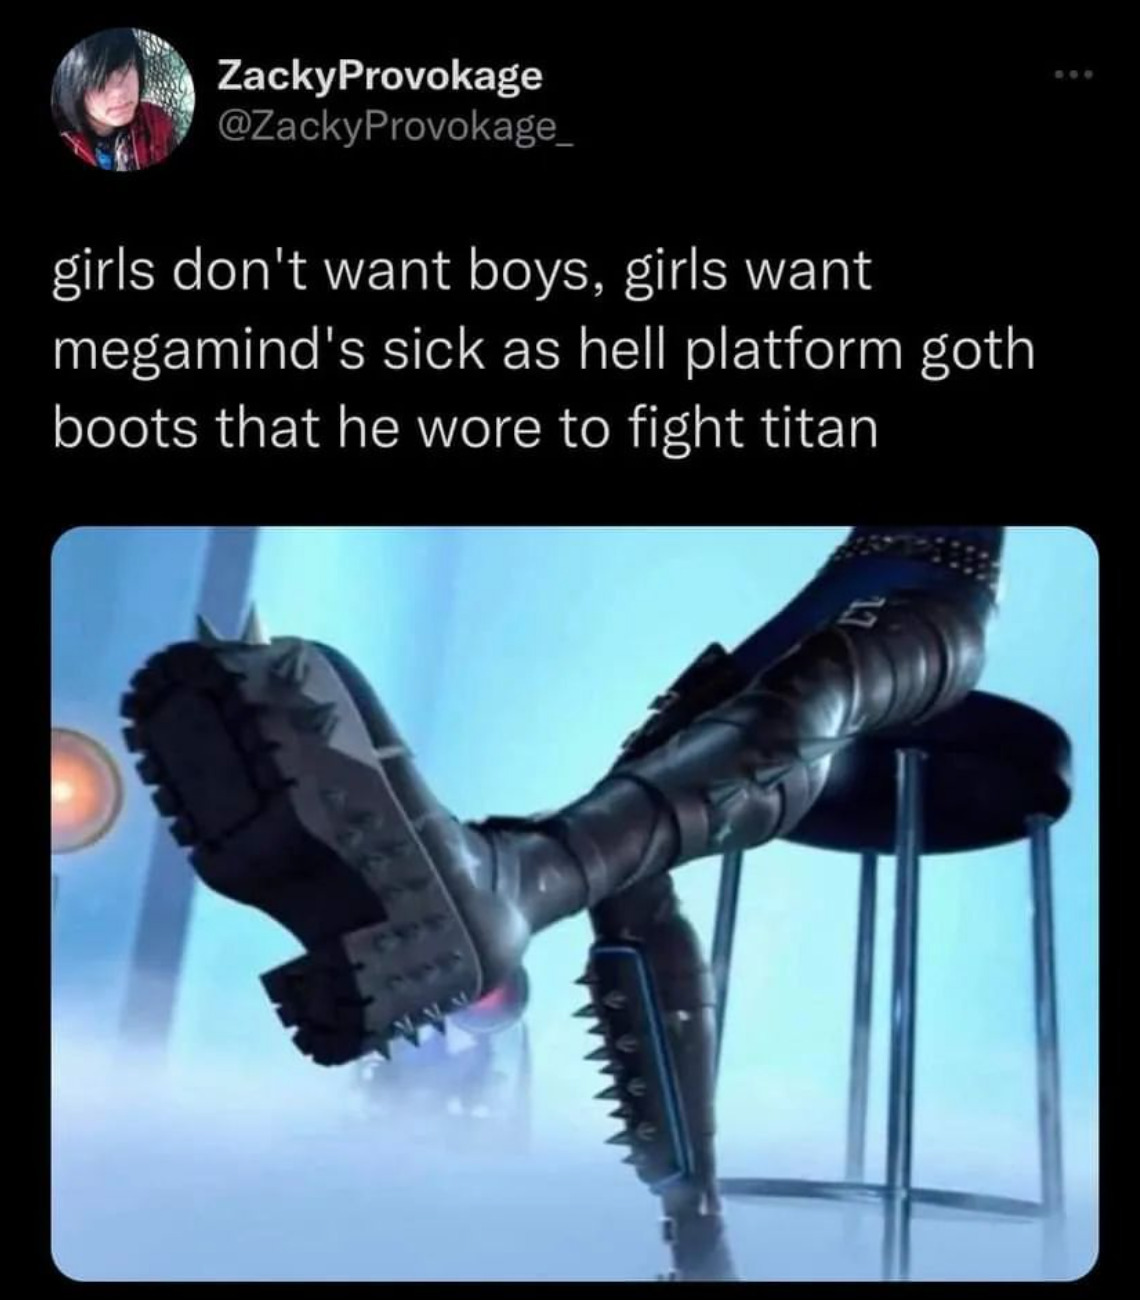 ZackyProvokage
@ZackyProvokage_
girls don't want boys, girls want
megamind's sick as hell platform goth
boots that he wore to fight titan